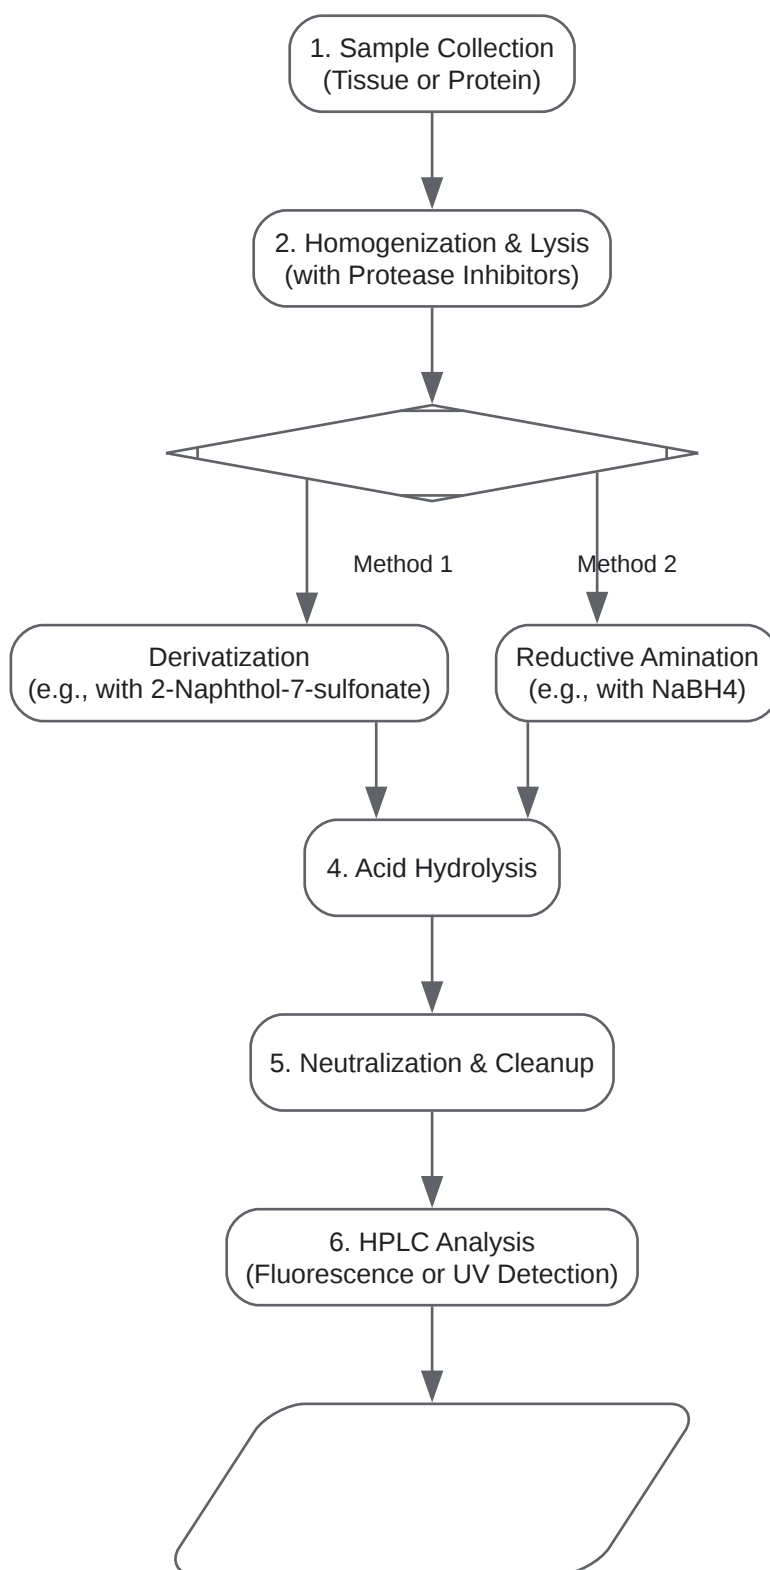 1. Sample Collection
(Tissue or Protein)
2. Homogenization & Lysis
(with Protease Inhibitors)
Method 1
Method 2
Derivatization
(e.g., with 2-Naphthol-7-sulfonate)
Reductive Amination
(e.g., with NaBH4)
4. Acid Hydrolysis
5. Neutralization & Cleanup
6. HPLC Analysis
(Fluorescence or UV Detection)